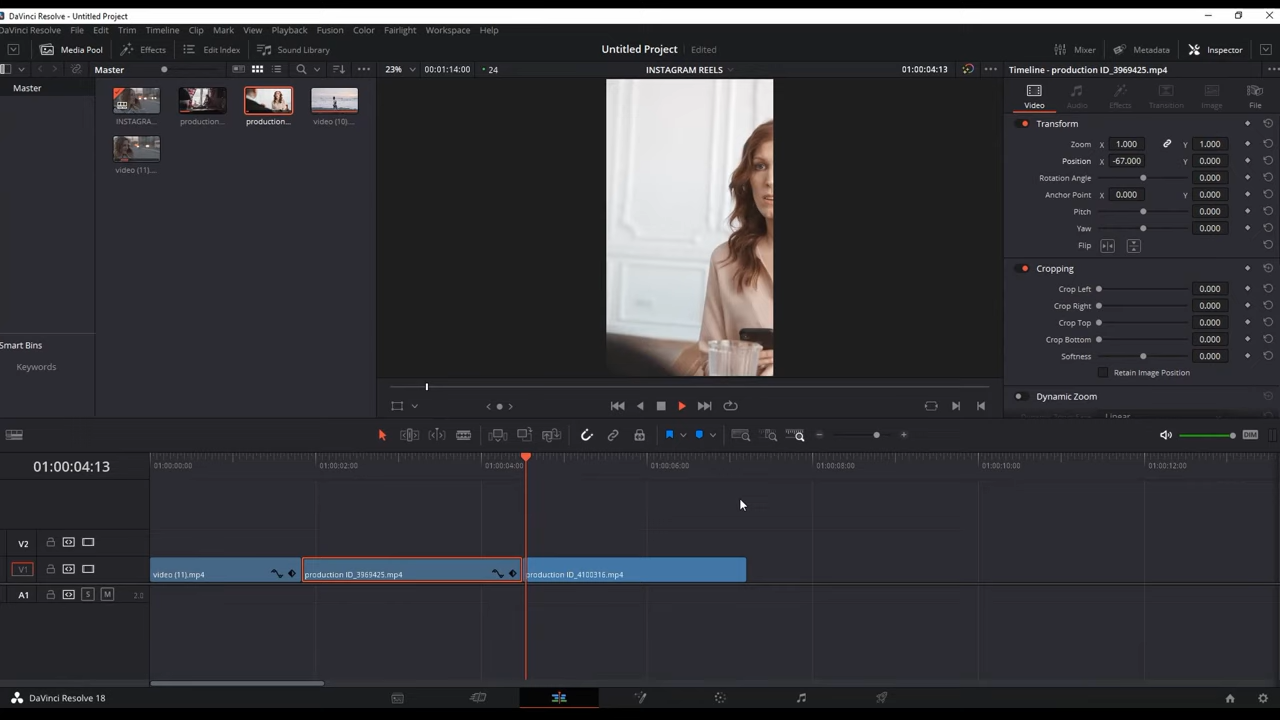 DaVinci Resolve - Untitled Project
DaVinci Resolve File Edit Trim Timeline Clip Mark View Playback Fusion Color Fairlight Workspace Help
Media Pool Effects Edit Index Sound Library Untitled Project Edited Mixer Metadata Inspector
Master 23% 00:01:14:00 24 INSTAGRAM REELS 01:00:04:13 Timeline - production ID_3969425.mp4
Master
Video Audio Effects Transition Image File
INSTAGRA... production... production... video (10)...
video (11)...
Transform
Zoom X 1.000 Y 1.000
Position X -67.000 Y 0.000
Rotation Angle 0.000
Anchor Point X 0.000 Y 0.000
Pitch 0.000
Yaw 0.000
Flip
Cropping
Crop Left 0.000
Crop Right 0.000
Crop Top 0.000
Crop Bottom 0.000
Softness 0.000
Retain Image Position
Dynamic Zoom
Linear
Smart Bins
Keywords
DIM
01:00:04:13
01:00:00:00 01:00:02:00 01:00:04:00 01:00:06:00 01:00:08:00 01:00:10:00 01:00:12:00
V2
V1 video (11).mp4 production ID_3969425.mp4 production ID_4100316.mp4
A1 S M 2.0
DaVinci Resolve 18